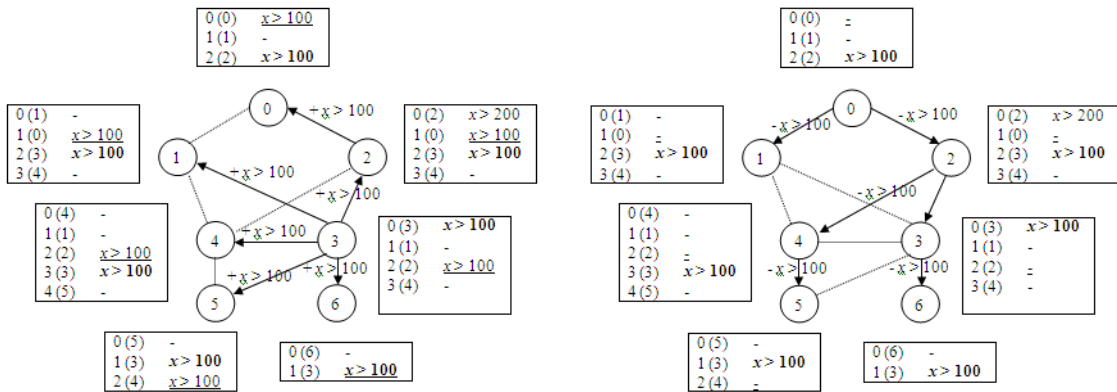 0 (0) x > 100
1 (1) -
2 (2) x > 100
0
+ x > 100
0 (1) -
1 (0) x > 100
2 (3) x > 100
3 (4) -
1
2
0 (2) x > 200
1 (0) x > 100
2 (3) x > 100
3 (4) -
+ x > 100
+ x > 100
0 (4) -
1 (1) -
2 (2) x > 100
3 (3) x > 100
4 (5) -
4
+ x > 100
3
0 (3) x > 100
1 (1) -
2 (2) x > 100
3 (4) -
+ x > 100
+ x > 100
5
6
0 (5) -
1 (3) x > 100
2 (4) x > 100
0 (6) -
1 (3) x > 100
0 (0) -
1 (1) -
2 (2) x > 100
0
- x > 100
- x > 100
0 (1) -
1 (0) -
2 (3) x > 100
3 (4) -
1
2
0 (2) x > 200
1 (0) -
2 (3) x > 100
3 (4) -
- x > 100
0 (4) -
1 (1) -
2 (2) -
3 (3) x > 100
4 (5) -
4
3
0 (3) x > 100
1 (1) -
2 (2) -
3 (4) -
- x > 100
- x > 100
5
6
0 (5) -
1 (3) x > 100
2 (4) -
0 (6) -
1 (3) x > 100